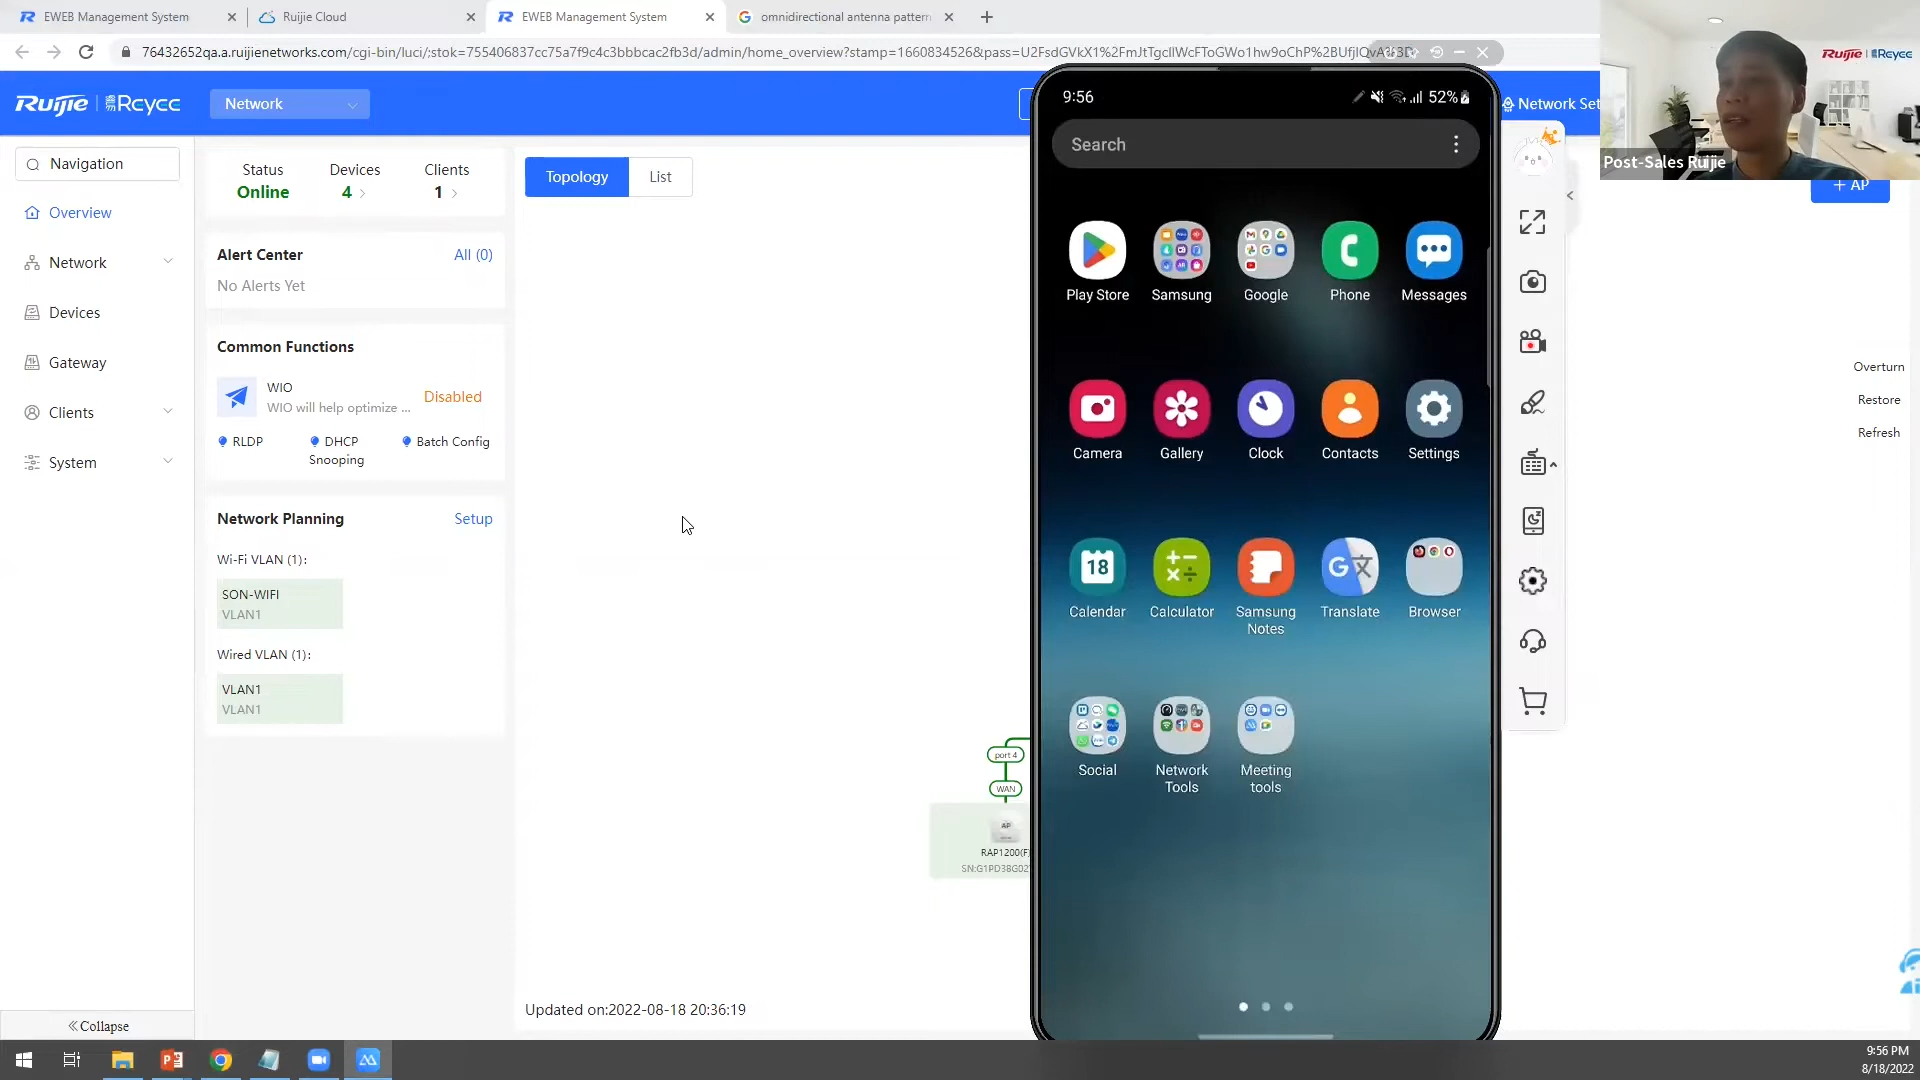 EWEB Management System
Ruijie Cloud
EWEB Management System
omnidirectional antenna pattern
76432652qa.a.ruijienetworks.com/cgi-bin/luci/;stok=755406837cc75a7f9c4c3bbbcac2fb3d/admin/home_overview?stamp=1660834526&pass=
Ruijie | Reyee
Network
Network Set
Ruijie | Reyee
Post-Sales Ruijie
Navigation
Overview
Network
Devices
Gateway
Clients
System
Collapse
Status
Devices
Clients
Online
4
1
Alert Center
All (0)
No Alerts Yet
Common Functions
WIO
WIO will help optimize ...
Disabled
RLDP
DHCP
Snooping
Batch Config
Network Planning
Setup
Wi-Fi VLAN (1):
SON-WIFI
VLAN1
Wired VLAN (1):
VLAN1
VLAN1
Topology
List
port 4
WAN
AP
RAP1200(F)
Updated on:2022-08-18 20:36:19
9:56
52%
Search
Play Store
Samsung
Google
Phone
Messages
Camera
Gallery
Clock
Contacts
Settings
18
Calendar
Calculator
Samsung
Notes
Translate
Browser
Social
Network
Tools
Meeting
tools
+ AP
Overturn
Restore
Refresh
9:56 PM
8/18/2022